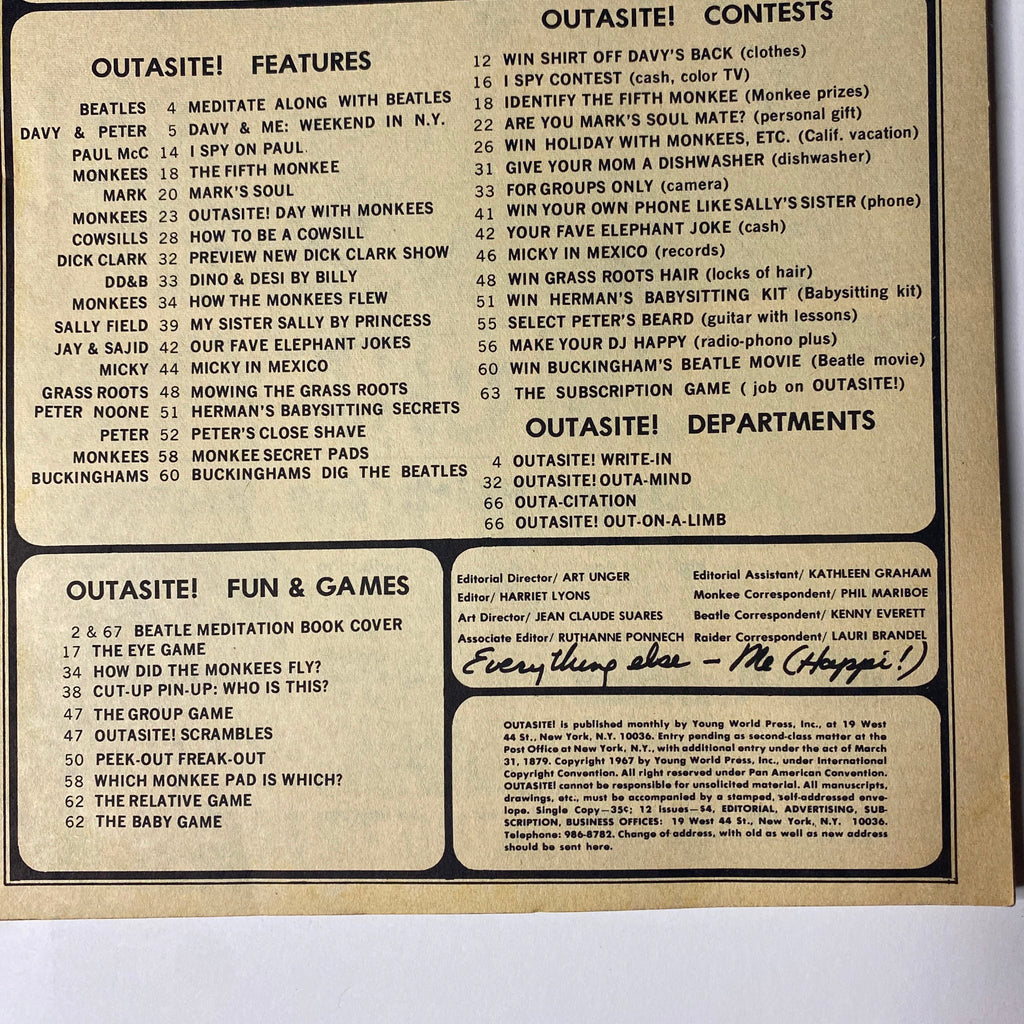 OUTASITE! FEATURES
BEATLES 4 MEDITATE ALONG WITH BEATLES
DAVY & PETER 5 DAVY & ME: WEEKEND IN N.Y.
PAUL McC 14 I SPY ON PAUL
MONKEES 18 THE FIFTH MONKEE
MARK 20 MARK'S SOUL
MONKEES 23 OUTASITE! DAY WITH MONKEES
COWSILLS 28 HOW TO BE A COWSILL
DICK CLARK 32 PREVIEW NEW DICK CLARK SHOW
DD&B 33 DINO & DESI BY BILLY
MONKEES 34 HOW THE MONKEES FLEW
SALLY FIELD 39 MY SISTER SALLY BY PRINCESS
JAY & SAJID 42 OUR FAVE ELEPHANT JOKES
MICKY 44 MICKY IN MEXICO
GRASS ROOTS 48 MOWING THE GRASS ROOTS
PETER NOONE 51 HERMAN'S BABYSITTING SECRETS
PETER 52 PETER'S CLOSE SHAVE
MONKEES 58 MONKEE SECRET PADS
BUCKINGHAMS 60 BUCKINGHAMS DIG THE BEATLES
OUTASITE! CONTESTS
12 WIN SHIRT OFF DAVY'S BACK (clothes)
16 I SPY CONTEST (cash, color TV)
18 IDENTIFY THE FIFTH MONKEE (Monkee prizes)
22 ARE YOU MARK'S SOUL MATE? (personal gift)
26 WIN HOLIDAY WITH MONKEES, ETC. (Calif. vacation)
31 GIVE YOUR MOM A DISHWASHER (dishwasher)
33 FOR GROUPS ONLY (camera)
41 WIN YOUR OWN PHONE LIKE SALLY'S SISTER (phone)
42 YOUR FAVE ELEPHANT JOKE (cash)
46 MICKY IN MEXICO (records)
48 WIN GRASS ROOTS HAIR (locks of hair)
51 WIN HERMAN'S BABYSITTING KIT (Babysitting kit)
55 SELECT PETER'S BEARD (guitar with lessons)
56 MAKE YOUR DJ HAPPY (radio-phono plus)
60 WIN BUCKINGHAM'S BEATLE MOVIE (Beatle movie)
63 THE SUBSCRIPTION GAME ( job on OUTASITE!)
OUTASITE! DEPARTMENTS
4 OUTASITE! WRITE-IN
32 OUTASITE! OUTA-MIND
66 OUTA-CITATION
66 OUTASITE! OUT-ON-A-LIMB
OUTASITE! FUN & GAMES
2 & 67 BEATLE MEDITATION BOOK COVER
17 THE EYE GAME
34 HOW DID THE MONKEES FLY?
38 CUT-UP PIN-UP: WHO IS THIS?
47 THE GROUP GAME
47 OUTASITE! SCRAMBLES
50 PEEK-OUT FREAK-OUT
58 WHICH MONKEE PAD IS WHICH?
62 THE RELATIVE GAME
62 THE BABY GAME
Editorial Director/ ART UNGER
Editor/ HARRIET LYONS
Art Director/ JEAN CLAUDE SUARES
Associate Editor/ RUTHANNE PONNECH
Editorial Assistant/ KATHLEEN GRAHAM
Monkee Correspondent/ PHIL MARIBOE
Beatle Correspondent/ KENNY EVERETT
Raider Correspondent/ LAURI BRANDEL
Everything else – Me (Happi!)
OUTASITE! is published monthly by Young World Press, Inc., at 19 West
44 St., New York, N.Y. 10036. Entry pending as second-class matter at the
Post Office at New York, N.Y., with additional entry under the act of March
31, 1879. Copyright 1967 by Young World Press, Inc., under International
Copyright Convention. All right reserved under Pan American Convention.
OUTASITE! cannot be responsible for unsolicited material. All manuscripts,
drawings, etc., must be accompanied by a stamped, self-addressed enve-
lope. Single Copy—35¢; 12 Issues—$4, EDITORIAL, ADVERTISING, SUB-
SCRIPTION, BUSINESS OFFICES: 19 West 44 St., New York, N.Y. 10036.
Telephone: 986-8782. Change of address, with old as well as new address
should be sent here.